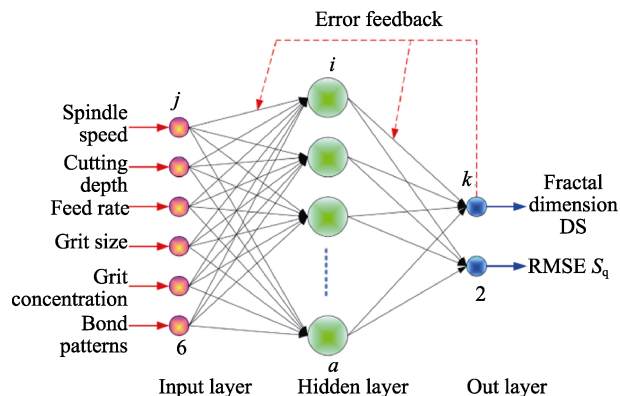 Error feedback
j
i
k
Spindle
speed
Cutting
depth
Feed rate
Grit size
Grit
concentration
Bond
patterns
6
a
2
Fractal
dimension
DS
RMSE Sq
Input layer
Hidden layer
Out layer